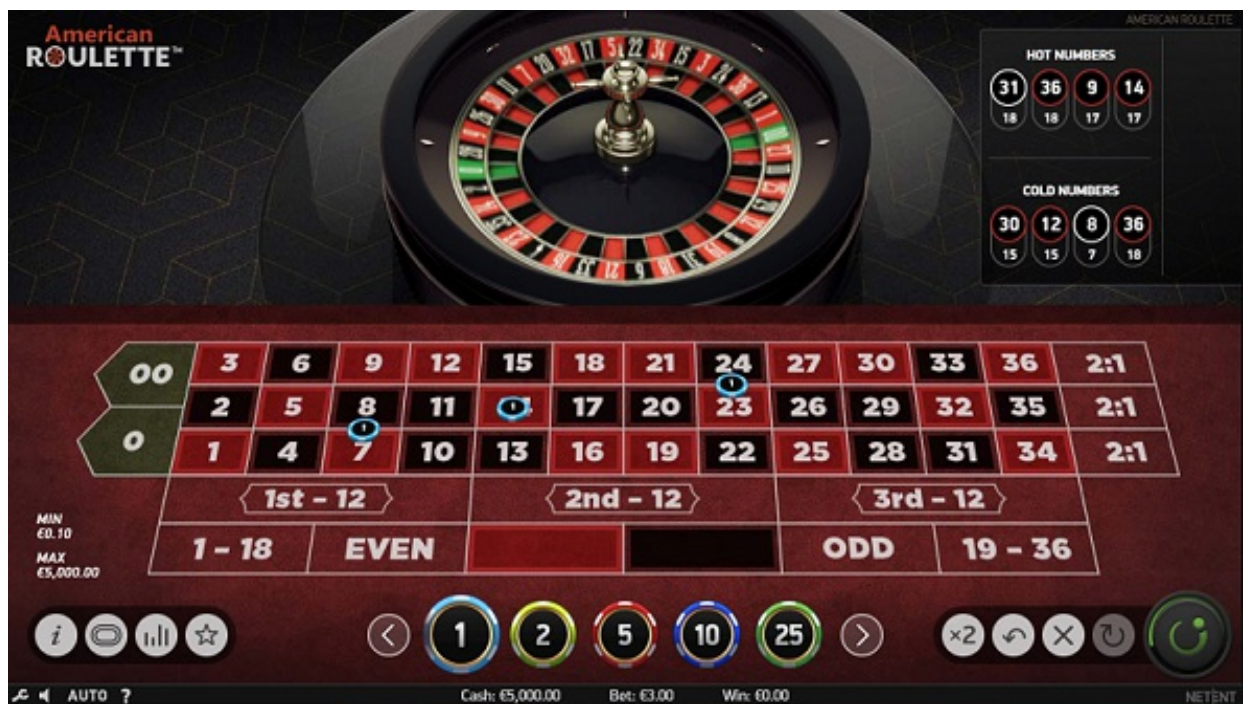 AMERICAN ROULETTE
American
ROULETTE™
HOT NUMBERS
31 36 9 14
18 18 17 17
COLD NUMBERS
30 12 8 36
15 15 7 18
00 3 6 9 12 15 18 21 24 27 30 33 36 2:1
2 5 8 11 17 20 23 26 29 32 35 2:1
0 1 4 7 10 13 16 19 22 25 28 31 34 2:1
1st - 12 2nd - 12 3rd - 12
1 - 18 EVEN ODD 19 - 36
MIN
€0.10
MAX
€5,000.00
1 2 5 10 25 ×2
AUTO ? Cash: €5,000.00 Bet: €3.00 Win: €0.00 NETENT